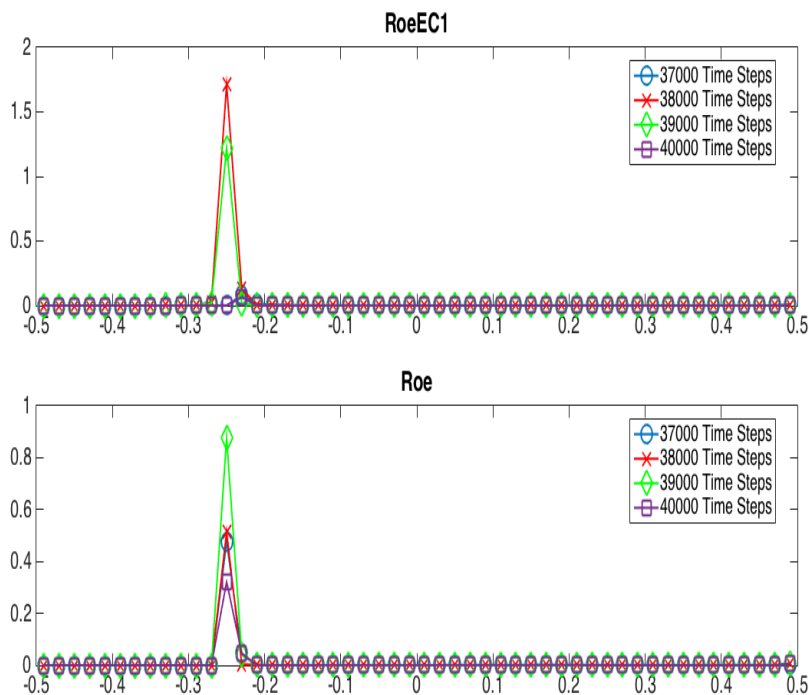 RoeEC1
2
1.5
1
0.5
0
37000 Time Steps
38000 Time Steps
39000 Time Steps
40000 Time Steps
-0.5 -0.4 -0.3 -0.2 -0.1 0 0.1 0.2 0.3 0.4 0.5
Roe
1
0.8
0.6
0.4
0.2
0
37000 Time Steps
38000 Time Steps
39000 Time Steps
40000 Time Steps
-0.5 -0.4 -0.3 -0.2 -0.1 0 0.1 0.2 0.3 0.4 0.5